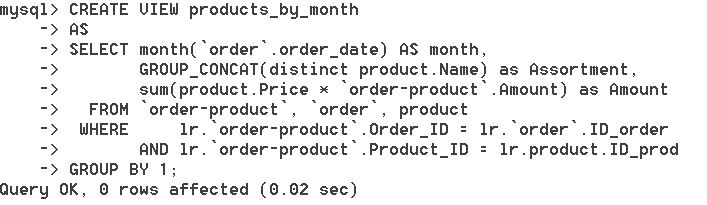 mysql> CREATE VIEW products_by_month
    -> AS
    -> SELECT month(`order`.order_date) AS month,
    ->        GROUP_CONCAT(distinct product.Name) as Assortment,
    ->        sum(product.Price * `order-product`.Amount) as Amount
    ->   FROM `order-product`, `order`, product
    ->  WHERE     lr.`order-product`.Order_ID = lr.`order`.ID_order
    ->        AND lr.`order-product`.Product_ID = lr.product.ID_prod
    -> GROUP BY 1;
Query OK, 0 rows affected (0.02 sec)